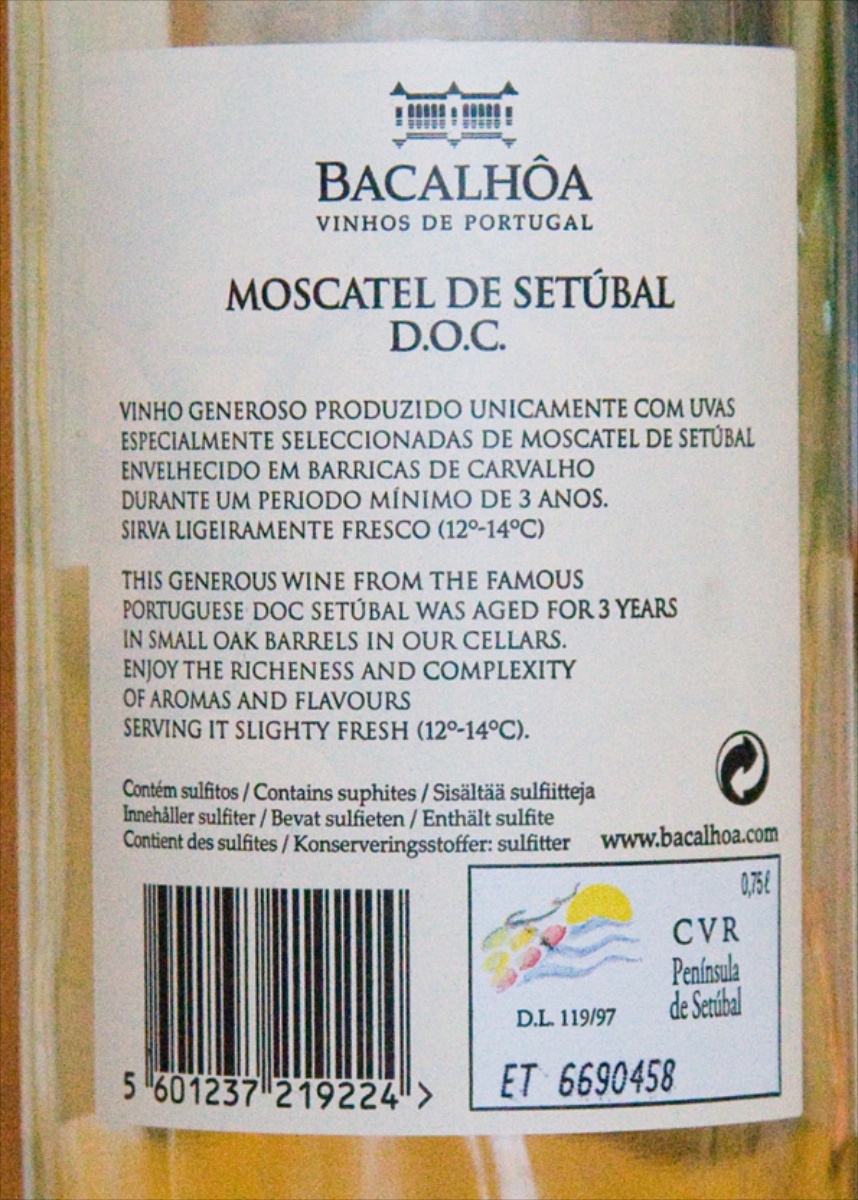 BACALHÔA
VINHOS DE PORTUGAL
MOSCATEL DE SETÚBAL
D.O.C.
VINHO GENEROSO PRODUZIDO UNICAMENTE COM UVAS
ESPECIALMENTE SELECCIONADAS DE MOSCATEL DE SETÚBAL
ENVELHECIDO EM BARRICAS DE CARVALHO
DURANTE UM PERIODO MÍNIMO DE 3 ANOS.
SIRVA LIGEIRAMENTE FRESCO (12º-14ºC)
THIS GENEROUS WINE FROM THE FAMOUS
PORTUGUESE DOC SETÚBAL WAS AGED FOR 3 YEARS
IN SMALL OAK BARRELS IN OUR CELLARS.
ENJOY THE RICHENESS AND COMPLEXITY
OF AROMAS AND FLAVOURS
SERVING IT SLIGHTY FRESH (12º-14ºC).
Contém sulfitos / Contains suphites / Sisältää sulfiitteja
Innehåller sulfiter / Bevat sulfieten / Enthält sulfite
Contient des sulfites / Konserveringsstoffer: sulfitter
www.bacalhoa.com
0,75ℓ
CVR
Península
de Setúbal
D.L. 119/97
ET 6690458
5 601237 219224 >